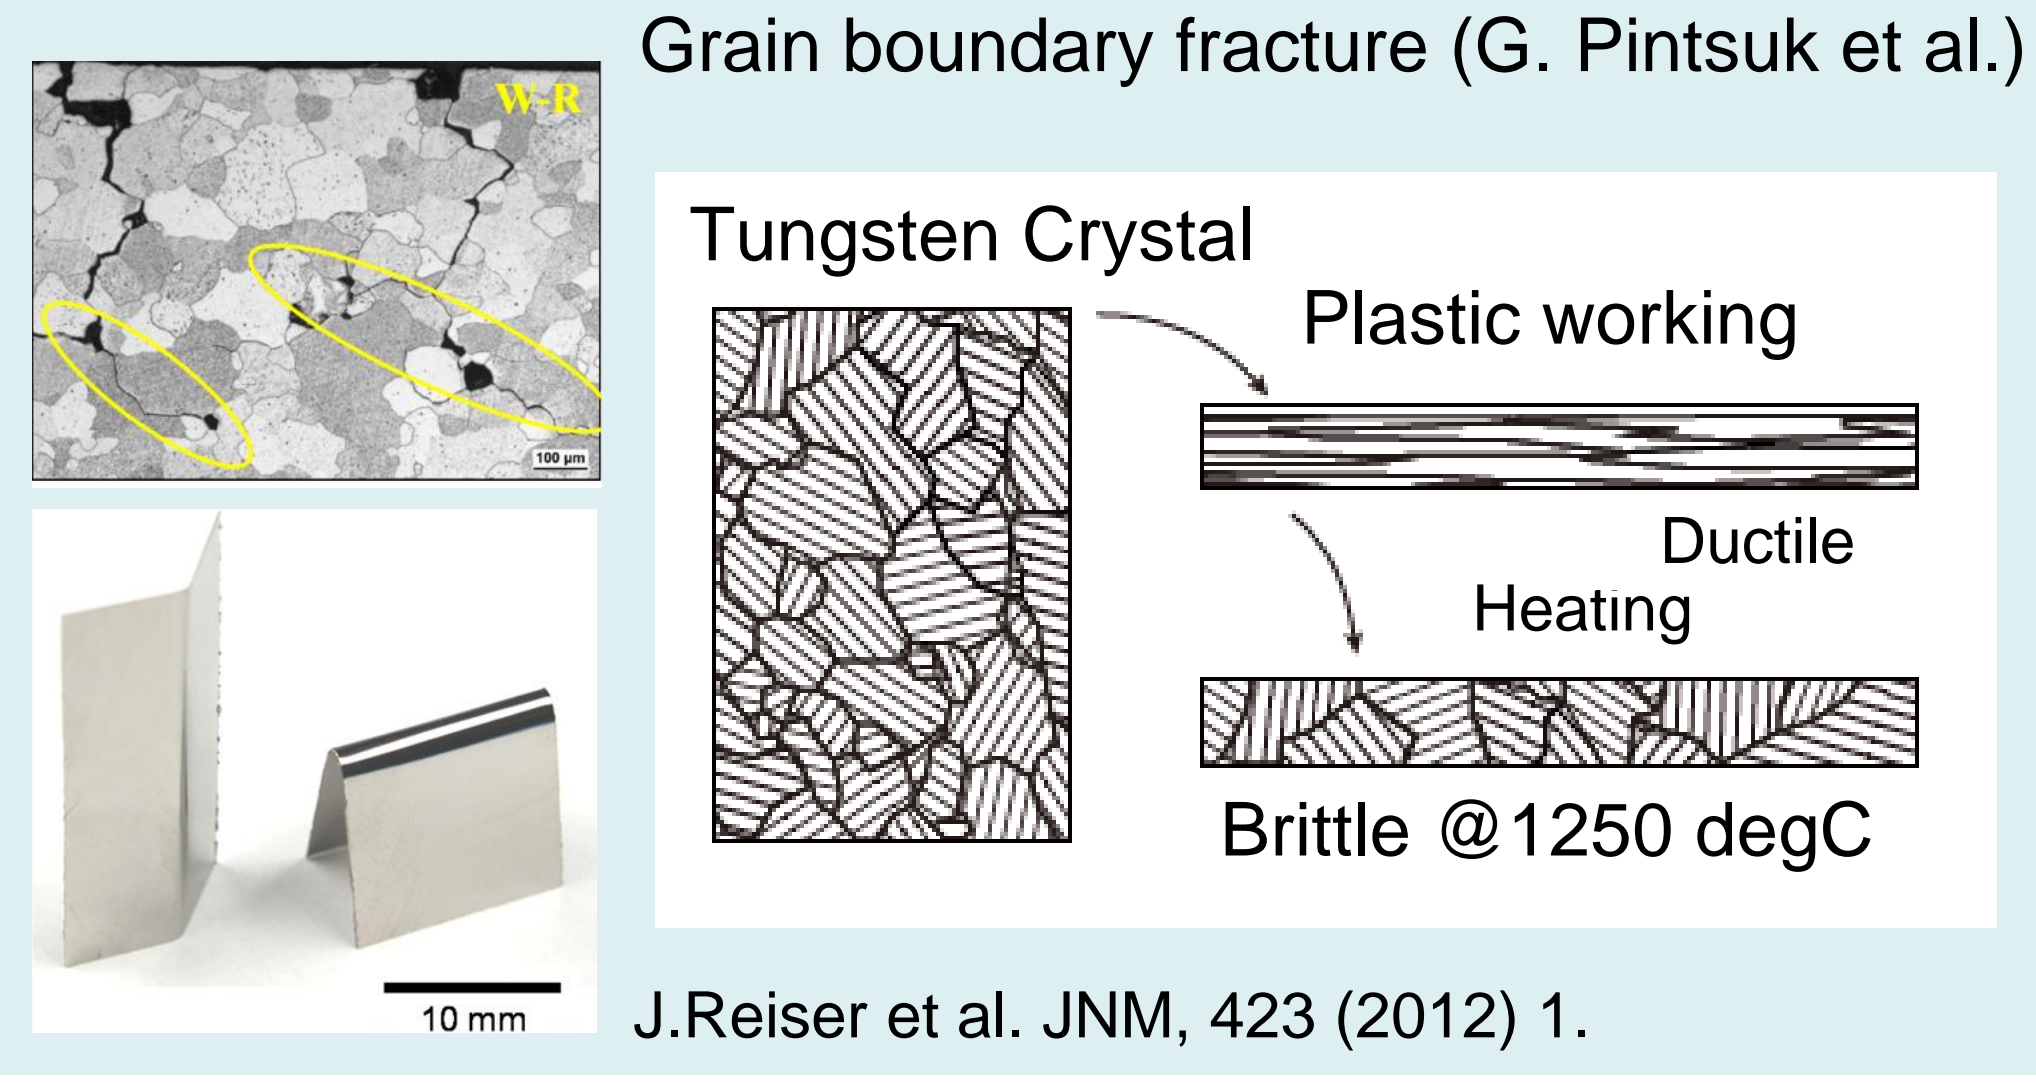 Grain boundary fracture (G. Pintsuk et al.)
W-R
100 µm
Tungsten Crystal
Plastic working
Ductile
Heating
Brittle @1250 degC
10 mm
J.Reiser et al. JNM, 423 (2012) 1.